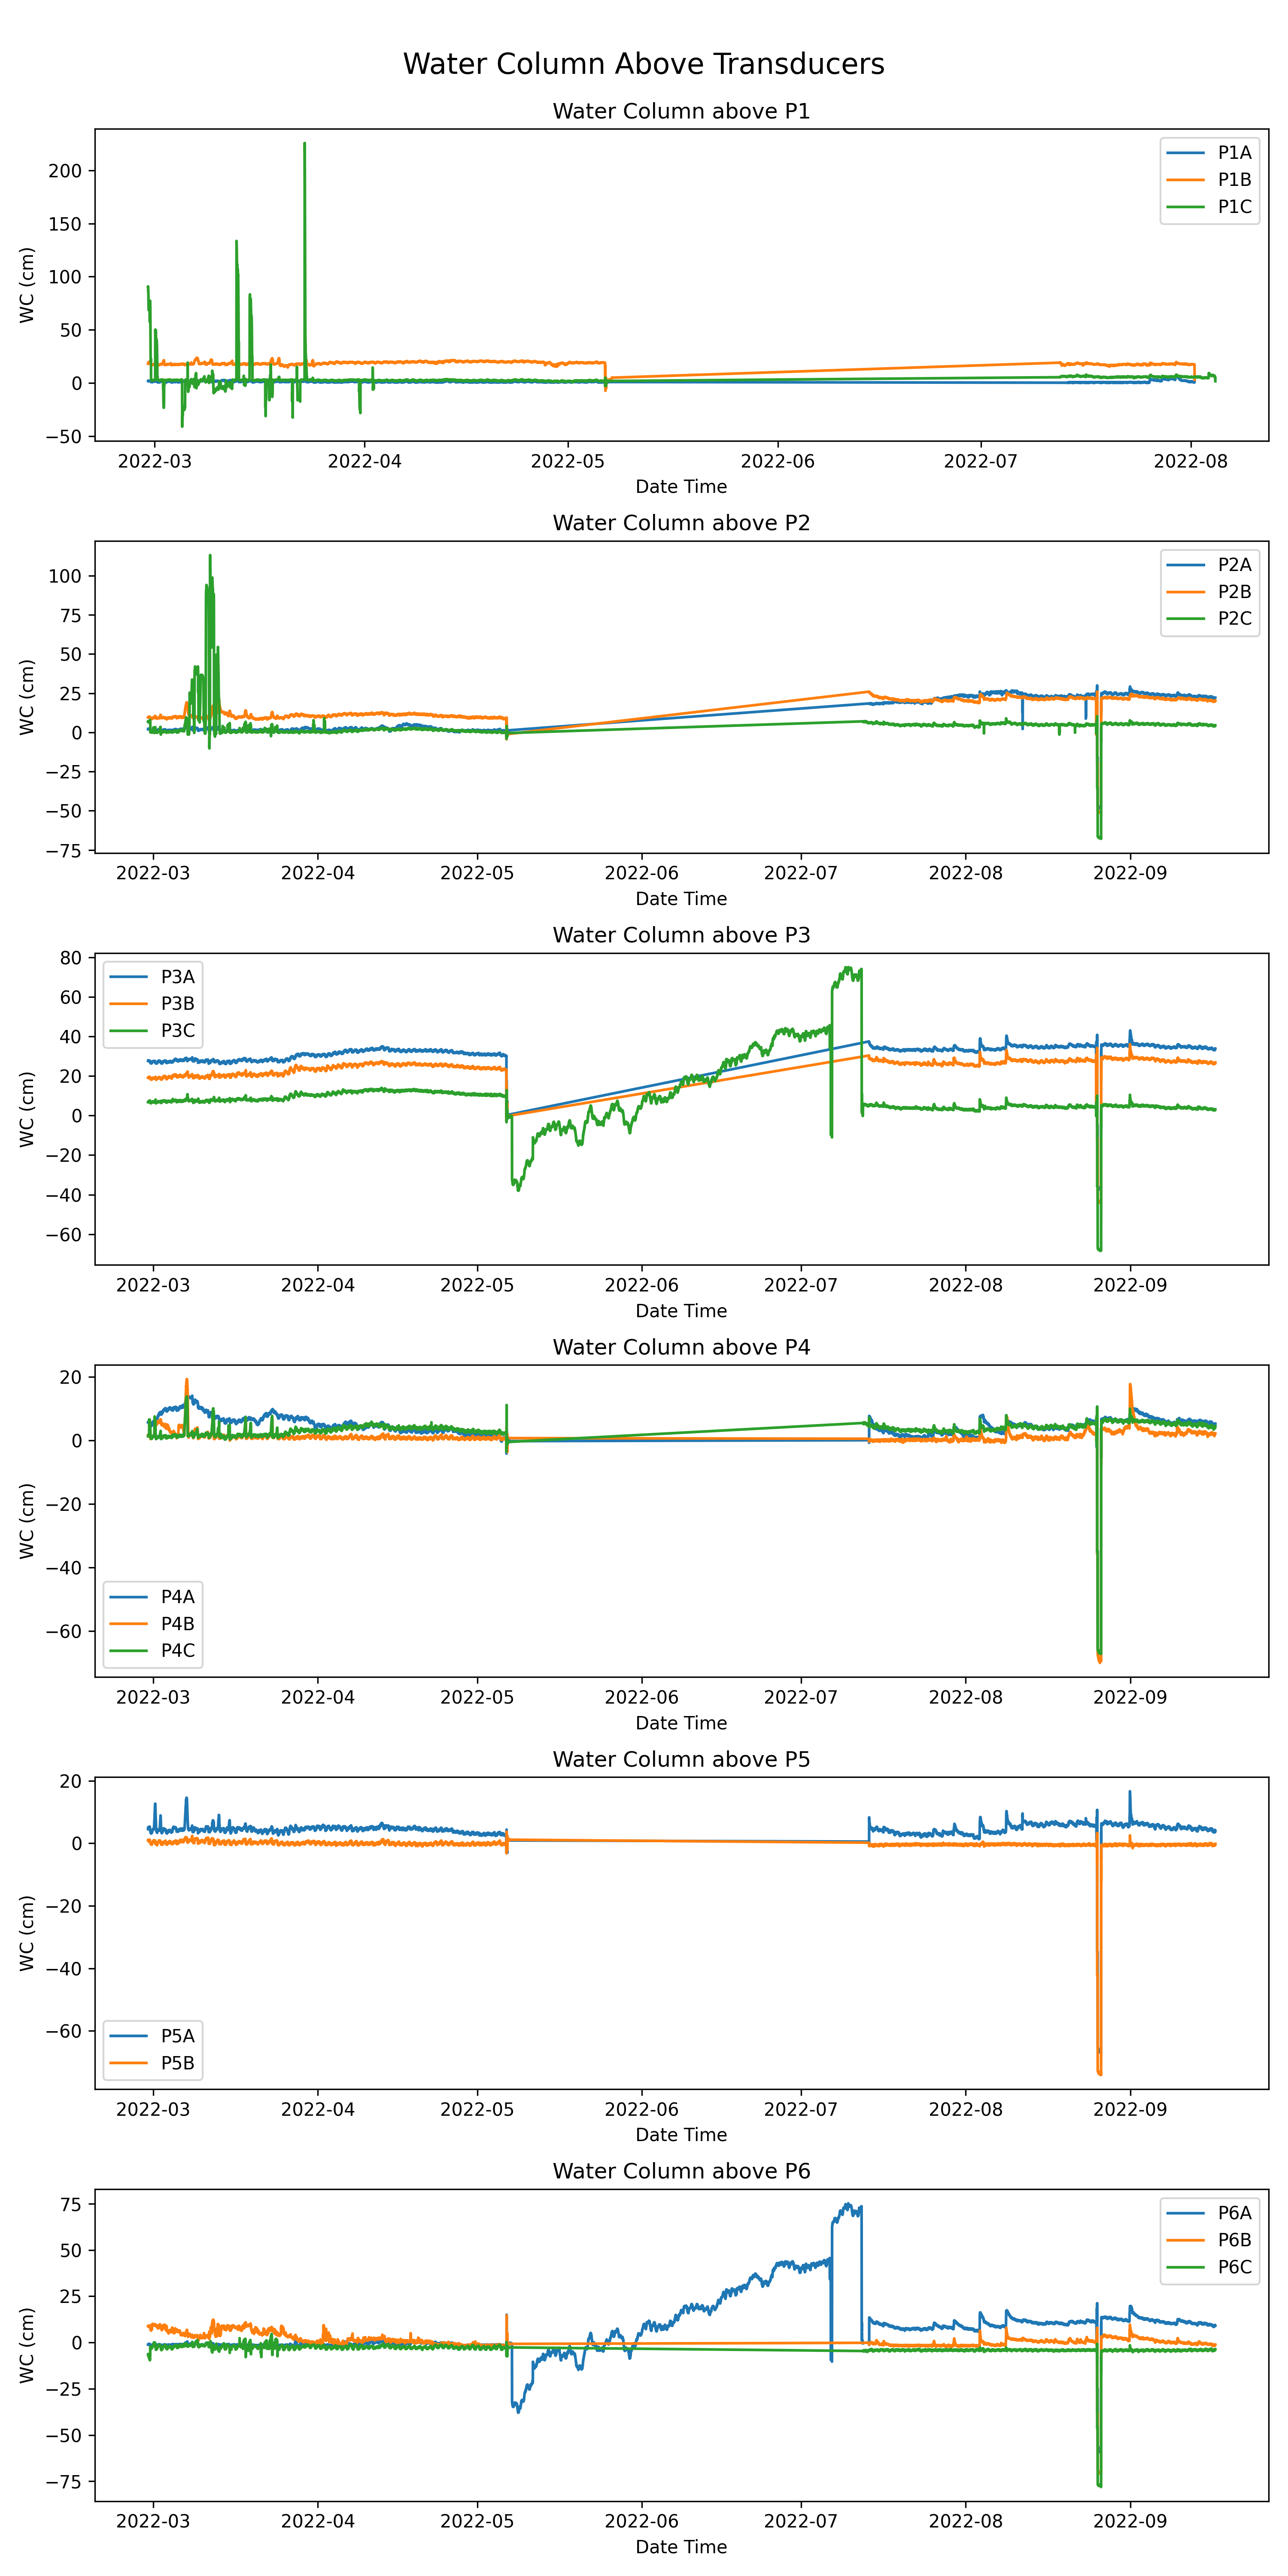 Water Column Above Transducers
Water Column above P1
200
150
100
50
0
−50
WC (cm)
P1A
P1B
P1C
2022-03 2022-04 2022-05 2022-06 2022-07 2022-08
Date Time
Water Column above P2
100
75
50
25
0
−25
−50
−75
WC (cm)
P2A
P2B
P2C
2022-03 2022-04 2022-05 2022-06 2022-07 2022-08 2022-09
Date Time
Water Column above P3
80
60
40
20
0
−20
−40
−60
WC (cm)
P3A
P3B
P3C
2022-03 2022-04 2022-05 2022-06 2022-07 2022-08 2022-09
Date Time
Water Column above P4
20
0
−20
−40
−60
WC (cm)
P4A
P4B
P4C
2022-03 2022-04 2022-05 2022-06 2022-07 2022-08 2022-09
Date Time
Water Column above P5
20
0
−20
−40
−60
WC (cm)
P5A
P5B
2022-03 2022-04 2022-05 2022-06 2022-07 2022-08 2022-09
Date Time
Water Column above P6
75
50
25
0
−25
−50
−75
WC (cm)
P6A
P6B
P6C
2022-03 2022-04 2022-05 2022-06 2022-07 2022-08 2022-09
Date Time